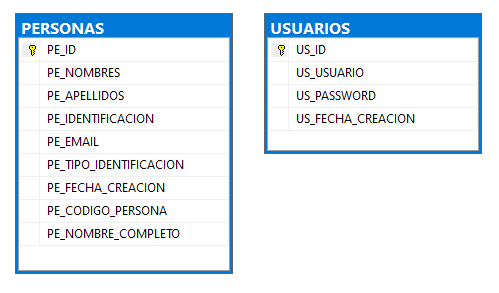 PERSONAS
PE_ID
PE_NOMBRES
PE_APELLIDOS
PE_IDENTIFICACION
PE_EMAIL
PE_TIPO_IDENTIFICACION
PE_FECHA_CREACION
PE_CODIGO_PERSONA
PE_NOMBRE_COMPLETO
USUARIOS
US_ID
US_USUARIO
US_PASSWORD
US_FECHA_CREACION